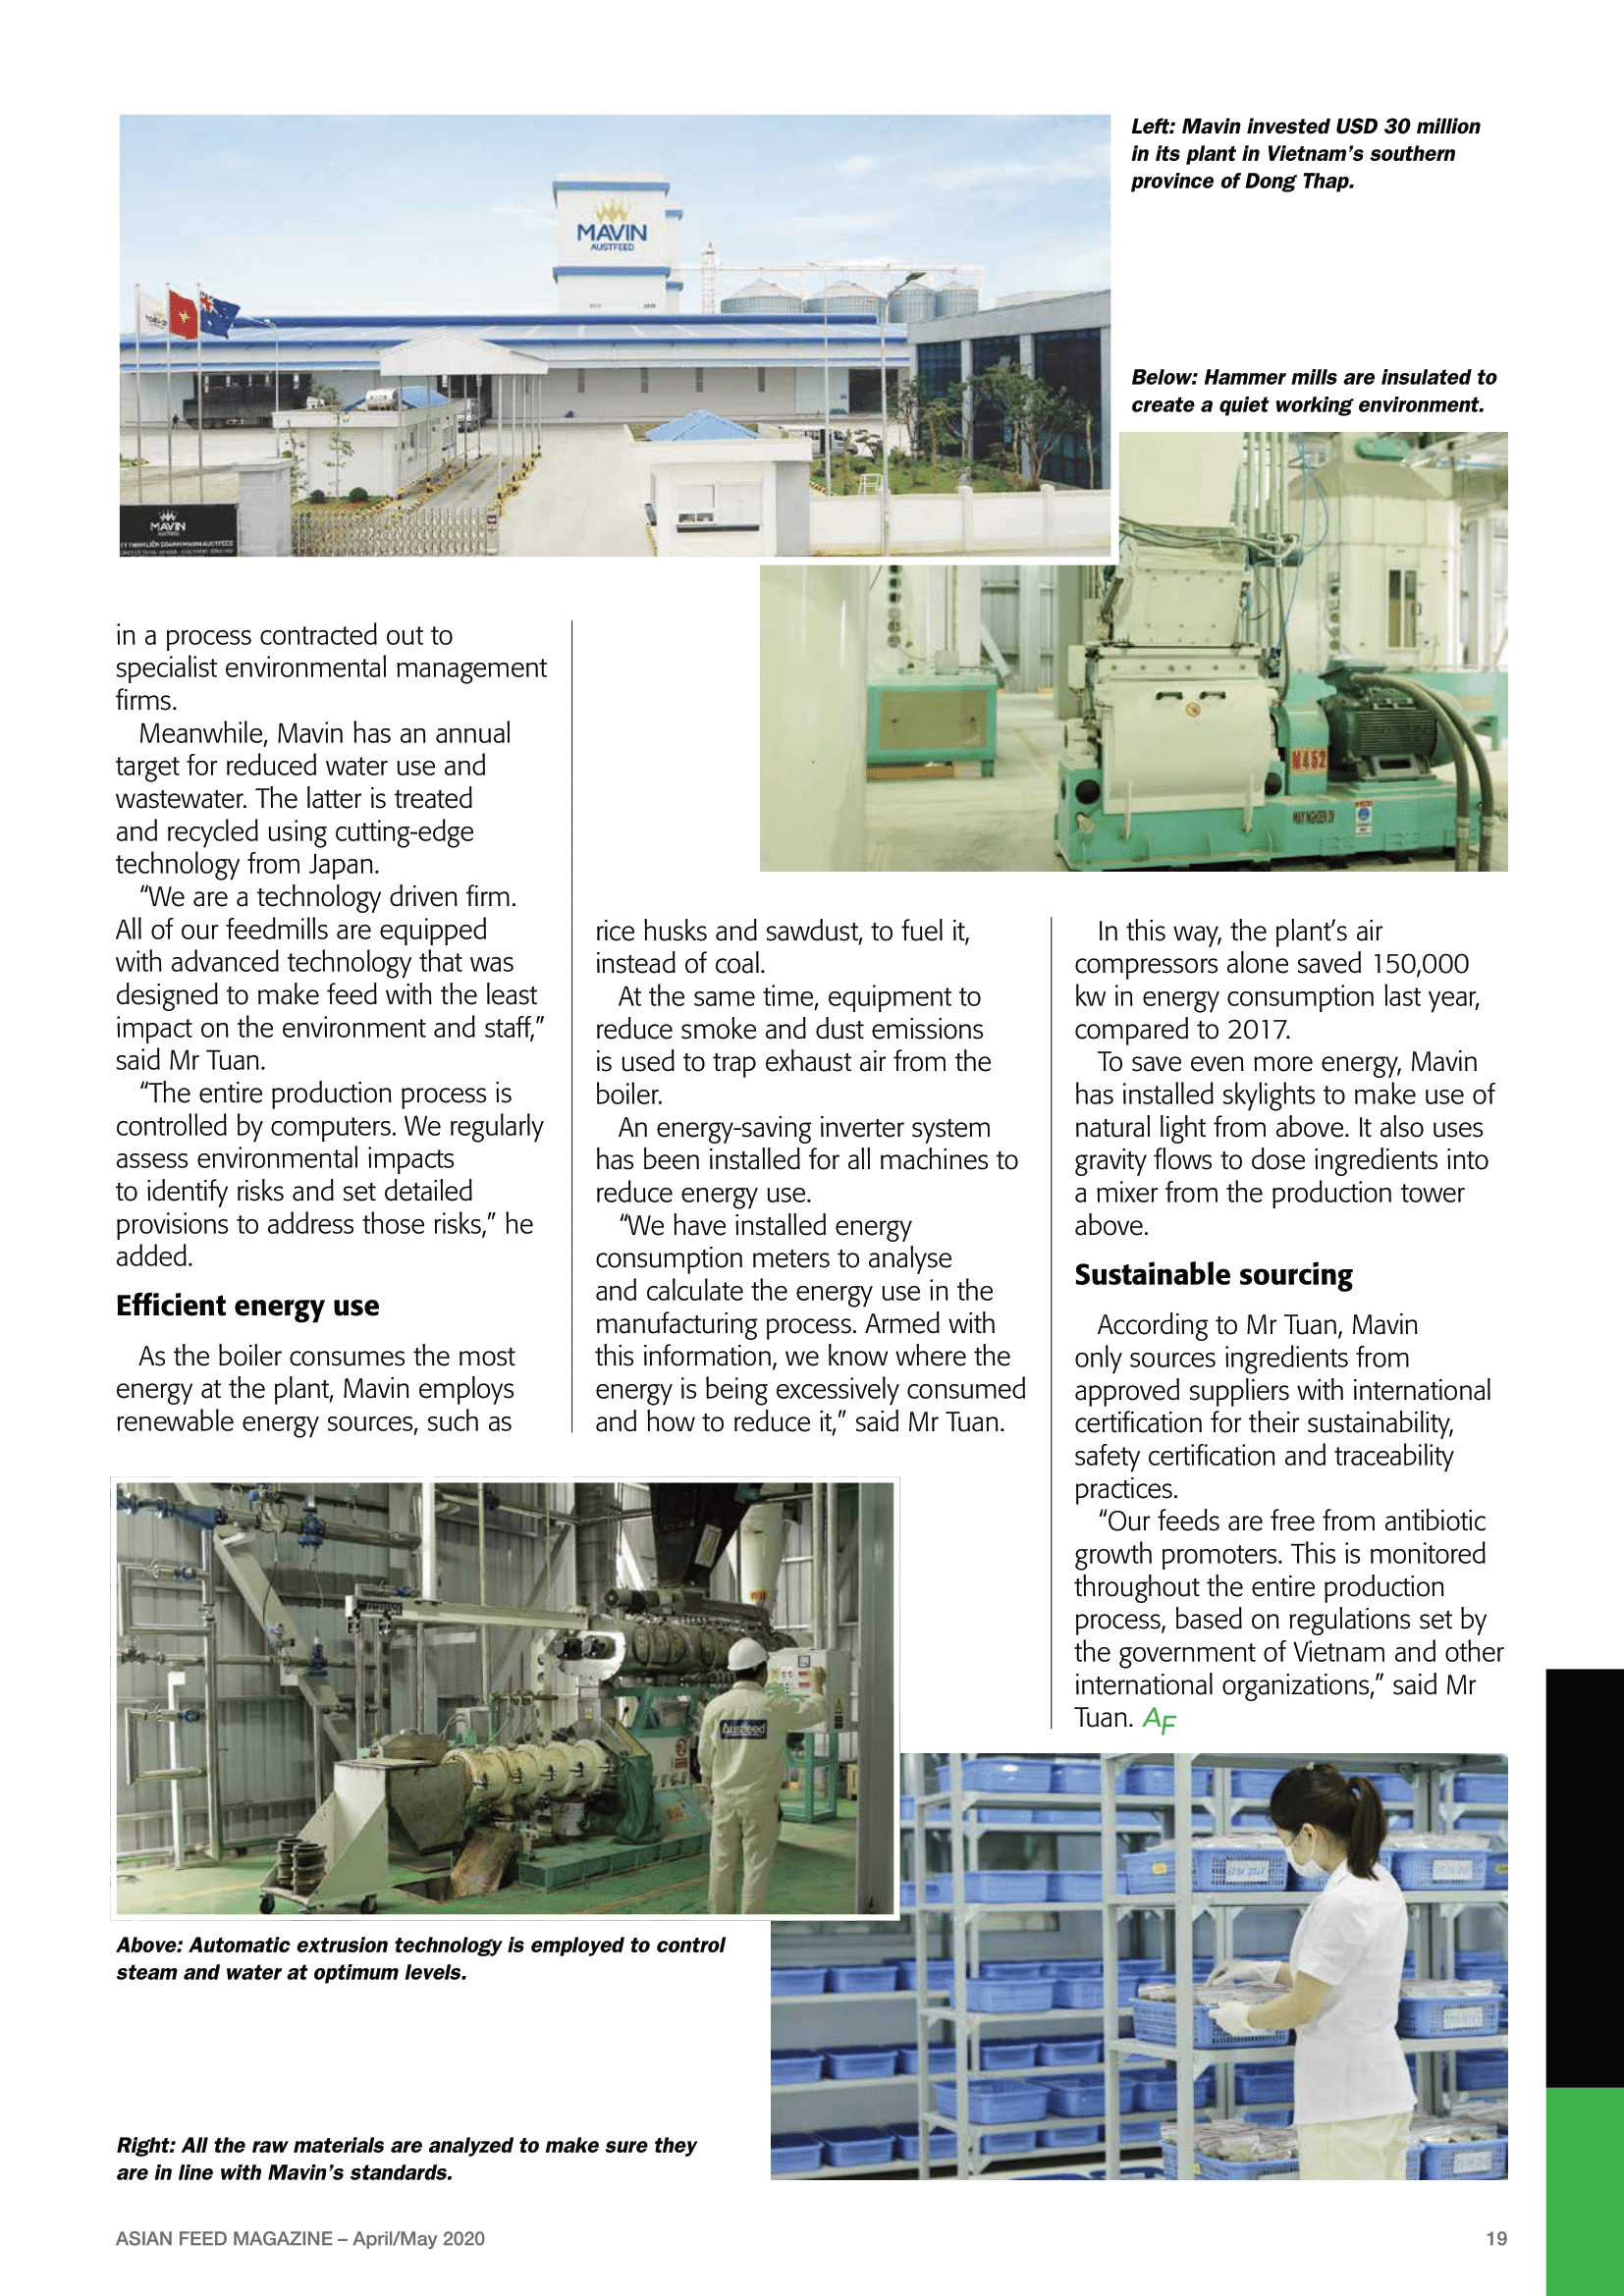 Left: Mavin invested USD 30 million
in its plant in Vietnam's southern
province of Dong Thap.
MAVIN
AUSTFEED
Below: Hammer mills are insulated to
create a quiet working environment.
MAVIN
M452
in a process contracted out to
specialist environmental management
firms.
Meanwhile, Mavin has an annual
target for reduced water use and
wastewater. The latter is treated
and recycled using cutting-edge
technology from Japan.
“We are a technology driven firm.
All of our feedmills are equipped
with advanced technology that was
designed to make feed with the least
impact on the environment and staff,”
said Mr Tuan.
“The entire production process is
controlled by computers. We regularly
assess environmental impacts
to identify risks and set detailed
provisions to address those risks,” he
added.
Efficient energy use
As the boiler consumes the most
energy at the plant, Mavin employs
renewable energy sources, such as
rice husks and sawdust, to fuel it,
instead of coal.
At the same time, equipment to
reduce smoke and dust emissions
is used to trap exhaust air from the
boiler.
An energy-saving inverter system
has been installed for all machines to
reduce energy use.
“We have installed energy
consumption meters to analyse
and calculate the energy use in the
manufacturing process. Armed with
this information, we know where the
energy is being excessively consumed
and how to reduce it,” said Mr Tuan.
In this way, the plant's air
compressors alone saved 150,000
kw in energy consumption last year,
compared to 2017.
To save even more energy, Mavin
has installed skylights to make use of
natural light from above. It also uses
gravity flows to dose ingredients into
a mixer from the production tower
above.
Sustainable sourcing
According to Mr Tuan, Mavin
only sources ingredients from
approved suppliers with international
certification for their sustainability,
safety certification and traceability
practices.
“Our feeds are free from antibiotic
growth promoters. This is monitored
throughout the entire production
process, based on regulations set by
the government of Vietnam and other
international organizations,” said Mr
Tuan. AF
Austfeed
Above: Automatic extrusion technology is employed to control
steam and water at optimum levels.
Right: All the raw materials are analyzed to make sure they
are in line with Mavin's standards.
ASIAN FEED MAGAZINE – April/May 2020
19